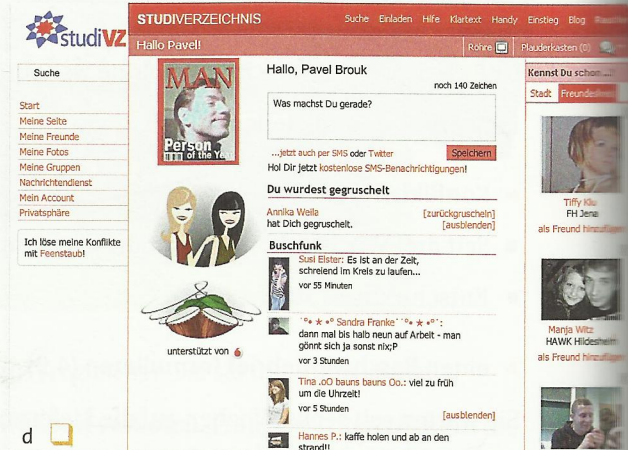 studiVZ
STUDIVERZEICHNIS
Suche Einladen Hilfe Klartext Handy Einstieg Blog
Hallo Pavel!
Röhre Plauderkasten (0)
Suche
Start
Meine Seite
Meine Freunde
Meine Fotos
Meine Gruppen
Nachrichtendienst
Mein Account
Privatsphäre
Ich löse meine Konflikte
mit Feenstaub!
MAN
Person
of the Ye
unterstützt von
Hallo, Pavel Brouk
noch 140 Zeichen
Was machst Du gerade?
...jetzt auch per SMS oder Twitter
Speichern
Hol Dir jetzt kostenlose SMS-Benachrichtigungen!
Du wurdest gegruschelt
Annika Weila [zurückgruscheln]
hat Dich gegruschelt. [ausblenden]
Buschfunk
Susi Elster: Es ist an der Zeit,
schreiend im Kreis zu laufen...
vor 55 Minuten
´°• ★ •° Sandra Franke´´°• ★ •°´:
dann mal bis halb neun auf Arbeit - man
gönnt sich ja sonst nix;P
vor 3 Stunden
Tina .oO bauns bauns Oo.: viel zu früh
um die Uhrzeit!
vor 5 Stunden
[ausblenden]
Hannes P.: kaffe holen und ab an den
strand!!
Kennst Du schon ...
Stadt Freundes
Tiffy Klu
FH Jena
als Freund hinzufügen
Manja Witz
HAWK Hildesheim
als Freund hinzufügen
d